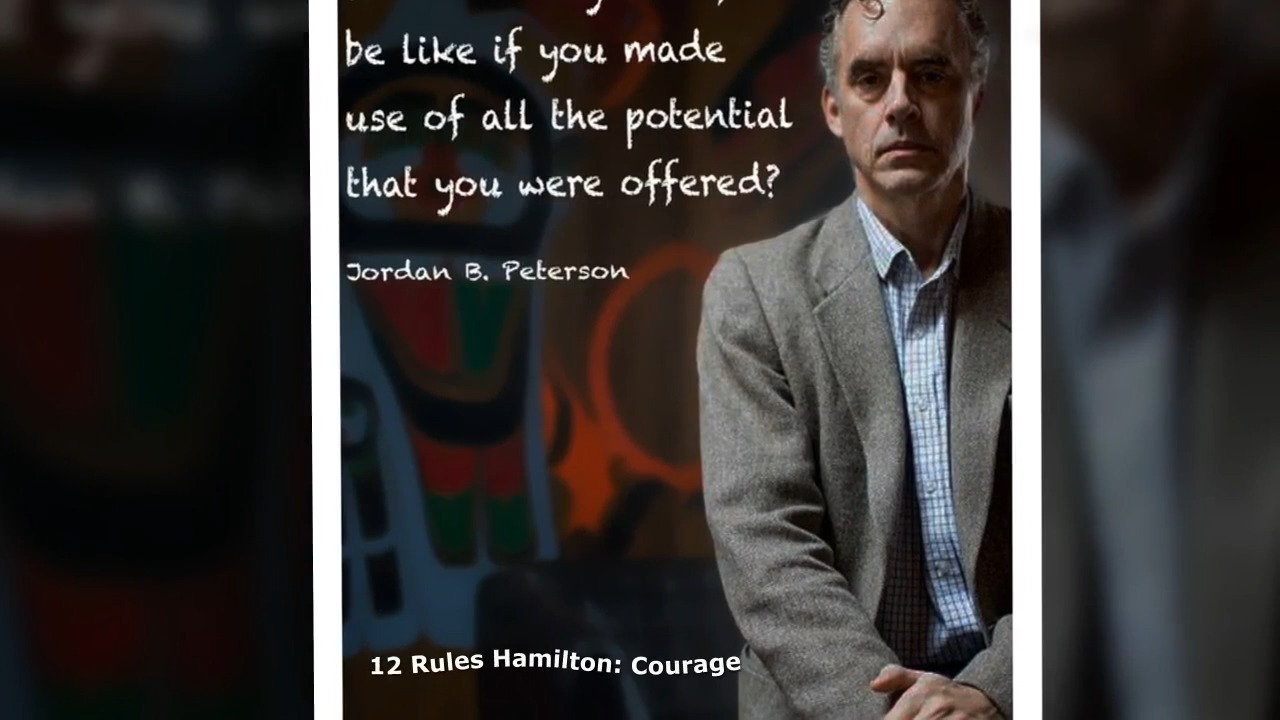 be like if you made
use of all the potential
that you were offered?
Jordan B. Peterson
12 Rules Hamilton: Courage